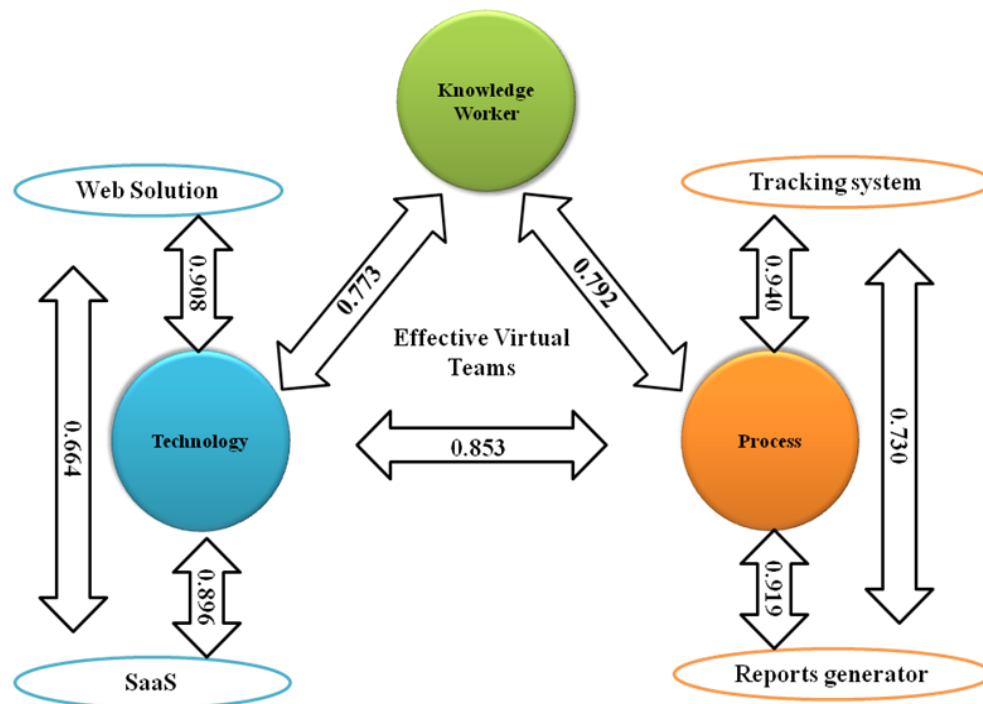 Knowledge
Worker
Web Solution
Tracking system
0.908
0.773
0.792
0.940
Effective Virtual
Teams
0.664
Technology
0.853
Process
0.730
0.896
0.919
SaaS
Reports generator